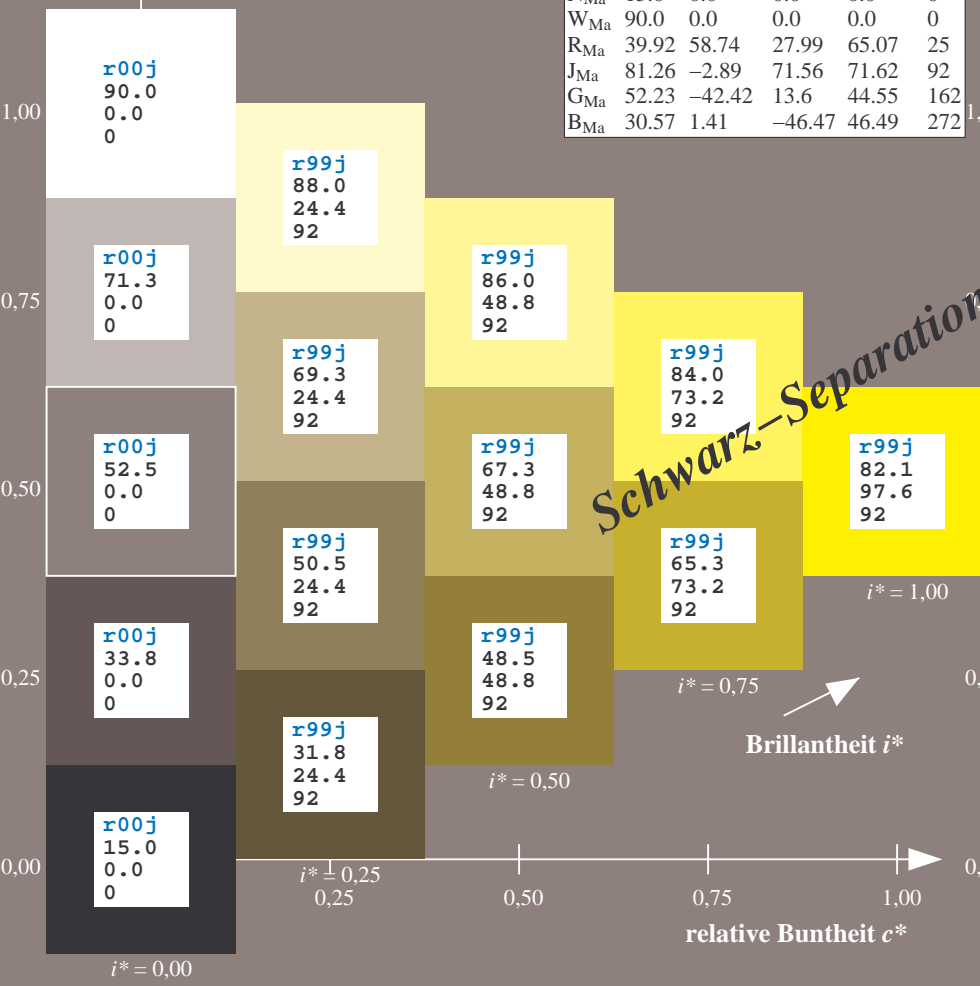 W_Ma 90.0 0.0 0.0 0.0 0
R_Ma 39.92 58.74 27.99 65.07 25
J_Ma 81.26 –2.89 71.56 71.62 92
G_Ma 52.23 –42.42 13.6 44.55 162
B_Ma 30.57 1.41 –46.47 46.49 272
r00j
90.0
0.0
0
1,00
r99j
88.0
24.4
92
r00j
71.3
0.0
0
r99j
86.0
48.8
92
0,75
r99j
69.3
24.4
92
r99j
84.0
73.2
92
Schwarz–Separation
r00j
52.5
0.0
0
r99j
67.3
48.8
92
r99j
82.1
97.6
92
0,50
r99j
50.5
24.4
92
r99j
65.3
73.2
92
i* = 1,00
r00j
33.8
0.0
0
r99j
48.5
48.8
92
0,25
i* = 0,75
r99j
31.8
24.4
92
Brillantheit i*
i* = 0,50
r00j
15.0
0.0
0
0,00
i* = 0,25
0,25 0,50 0,75 1,00
relative Buntheit c*
i* = 0,00